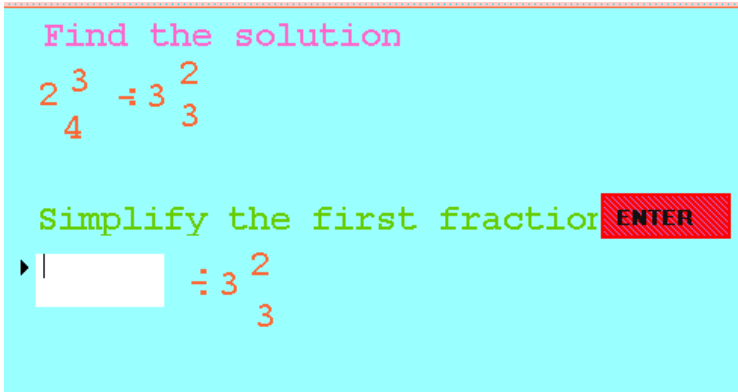 Find the solution
2 3 ÷ 3 2
4 3
Simplify the first fraction ENTER
÷ 3 2
3